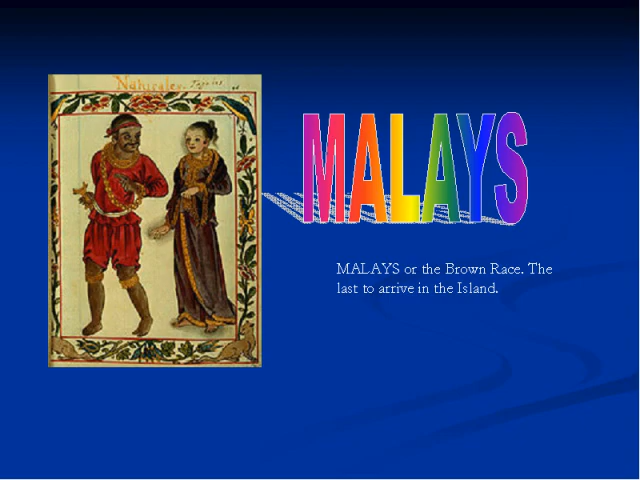 Naturales
MALAYS
MALAYS or the Brown Race. The
last to arrive in the Island.